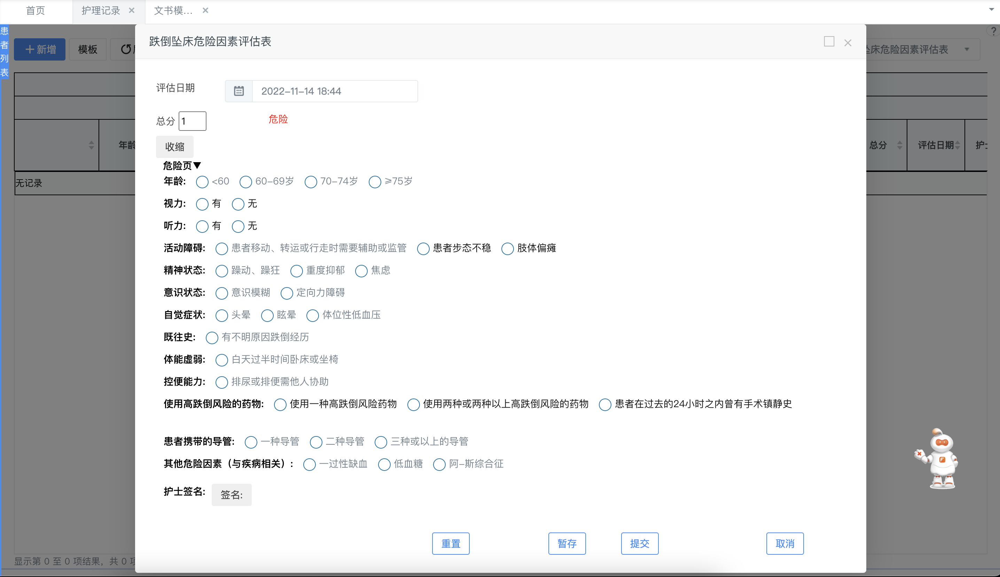 首页 护理记录 × 文书模... ×
患者列表
跌倒坠床危险因素评估表
?
+新增 模板 坠床危险因素评估表
评估日期 2022-11-14 18:44
总分 1 危险
年龄 总分 评估日期
收缩
危险页▼
年龄: <60 60-69岁 70-74岁 ≥75岁
无记录
视力: 有 无
听力: 有 无
活动障碍: 患者移动、转运或行走时需要辅助或监管 患者步态不稳 肢体偏瘫
精神状态: 躁动、躁狂 重度抑郁 焦虑
意识状态: 意识模糊 定向力障碍
自觉症状: 头晕 眩晕 体位性低血压
既往史: 有不明原因跌倒经历
体能虚弱: 白天过半时间卧床或坐椅
控便能力: 排尿或排便需他人协助
使用高跌倒风险的药物: 使用一种高跌倒风险药物 使用两种或两种以上高跌倒风险的药物 患者在过去的24小时之内曾有手术镇静史
患者携带的导管: 一种导管 二种导管 三种或以上的导管
其他危险因素（与疾病相关）: 一过性缺血 低血糖 阿-斯综合征
护士签名: 签名:
重置 暂存 提交 取消
显示第 0 至 0 项结果，共 0 项